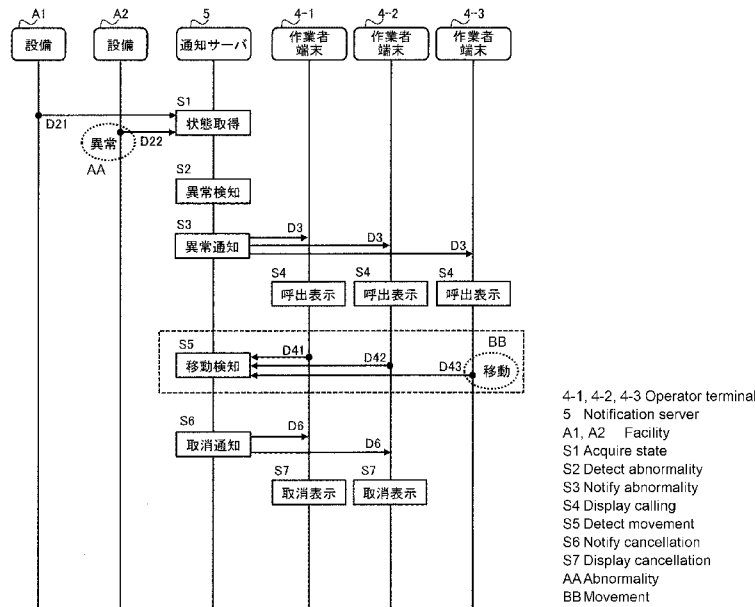 A1
A2
5
4-1
4-2
4-3
設備
設備
通知サーバ
作業者
端末
作業者
端末
作業者
端末
S1
状態取得
D21
D22
異常
AA
S2
異常検知
S3
異常通知
D3
D3
D3
S4
S4
S4
呼出表示
呼出表示
呼出表示
BB
S5
移動検知
D41
D42
D43
移動
S6
取消通知
D6
D6
S7
S7
取消表示
取消表示
4-1, 4-2, 4-3 Operator terminal
5 Notification server
A1, A2 Facility
S1 Acquire state
S2 Detect abnormality
S3 Notify abnormality
S4 Display calling
S5 Detect movement
S6 Notify cancellation
S7 Display cancellation
AA Abnormality
BB Movement